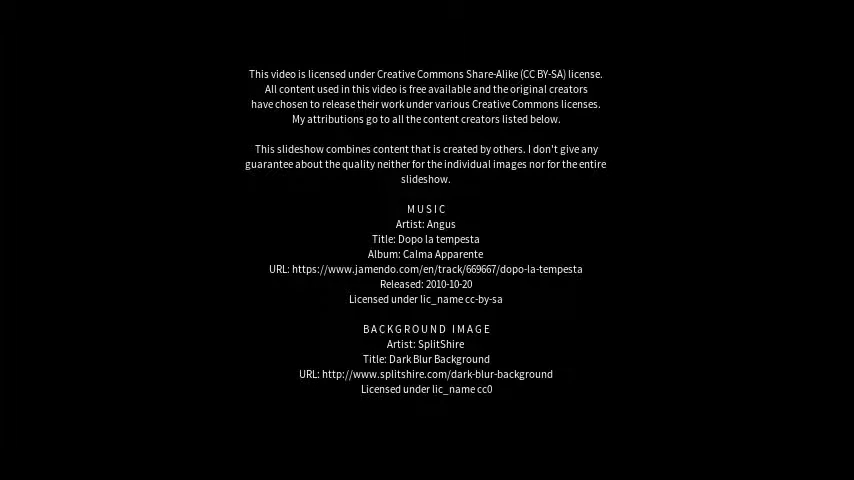 This video is licensed under Creative Commons Share-Alike (CC BY-SA) license.
All content used in this video is free available and the original creators
have chosen to release their work under various Creative Commons licenses.
My attributions go to all the content creators listed below.
This slideshow combines content that is created by others. I don't give any
guarantee about the quality neither for the individual images nor for the entire
slideshow.
MUSIC
Artist: Angus
Title: Dopo la tempesta
Album: Calma Apparente
URL: https://www.jamendo.com/en/track/669667/dopo-la-tempesta
Released: 2010-10-20
Licensed under lic_name cc-by-sa
BACKGROUND IMAGE
Artist: SplitShire
Title: Dark Blur Background
URL: http://www.splitshire.com/dark-blur-background
Licensed under lic_name cc0